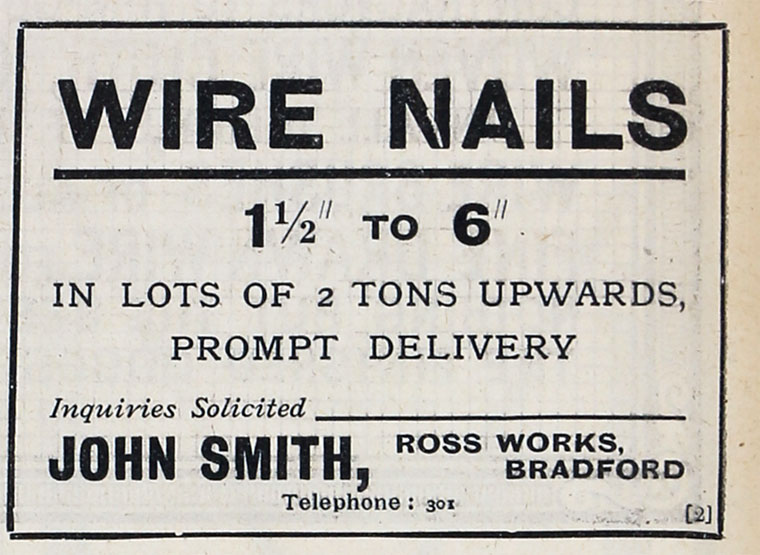 WIRE NAILS
1½" TO 6"
IN LOTS OF 2 TONS UPWARDS,
PROMPT DELIVERY
Inquiries Solicited
JOHN SMITH, ROSS WORKS,
BRADFORD
Telephone: 301
[2]